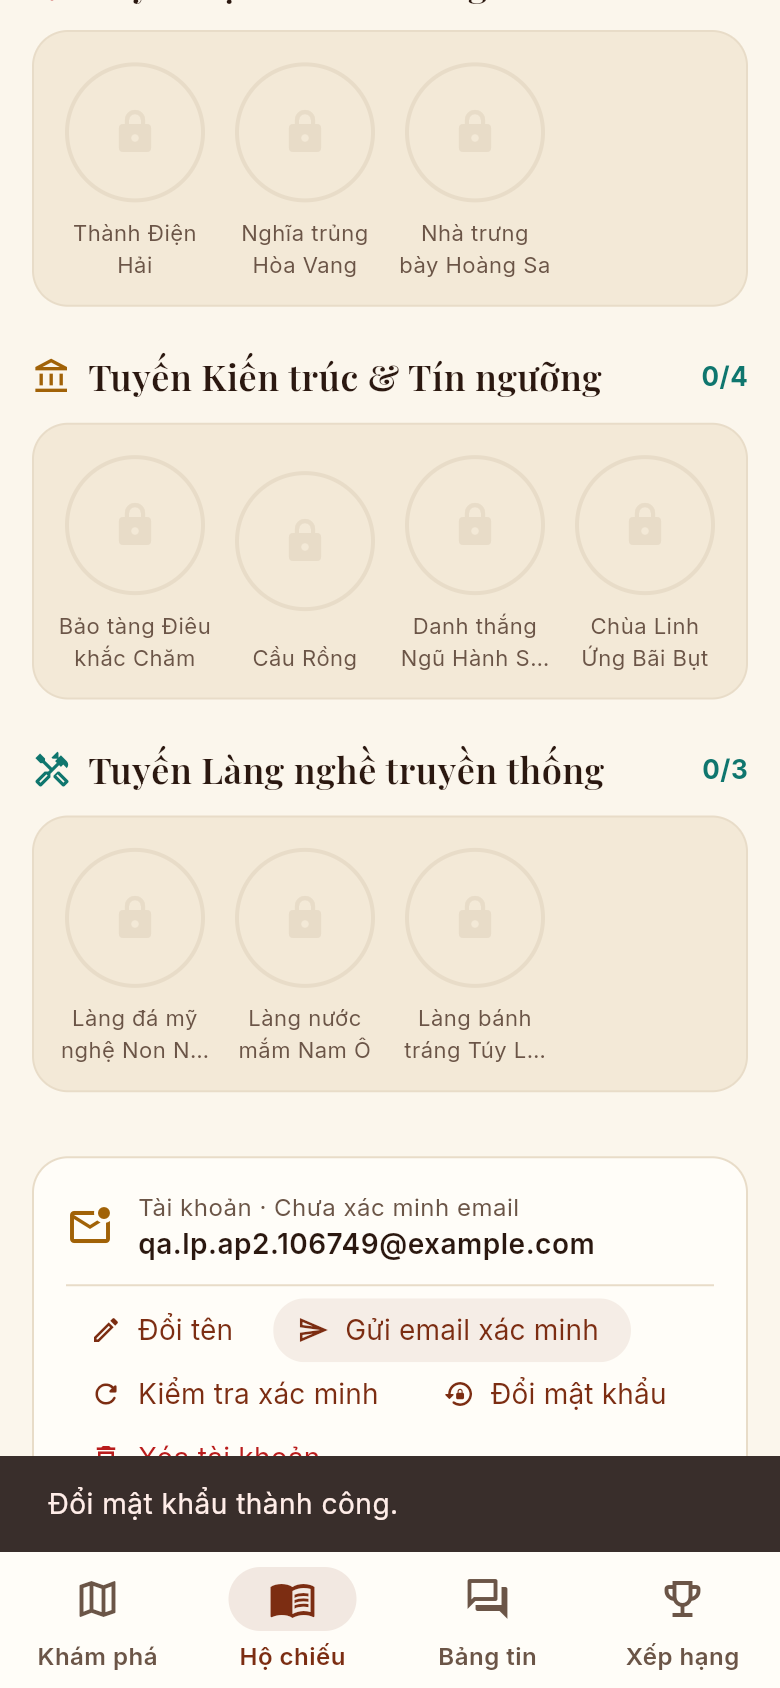 Thành Điện
Hải
Nghĩa trủng
Hòa Vang
Nhà trưng
bày Hoàng Sa
Tuyến Kiến trúc & Tín ngưỡng
0/4
Bảo tàng Điêu
khắc Chăm
Cầu Rồng
Danh thắng
Ngũ Hành S...
Chùa Linh
Ứng Bãi Bụt
Tuyến Làng nghề truyền thống
0/3
Làng đá mỹ
nghệ Non N...
Làng nước
mắm Nam Ô
Làng bánh
tráng Túy L...
Tài khoản · Chưa xác minh email
qa.lp.ap2.106749@example.com
Đổi tên
Gửi email xác minh
Kiểm tra xác minh
Đổi mật khẩu
Xóa tài khoản
Đổi mật khẩu thành công.
Khám phá
Hộ chiếu
Bảng tin
Xếp hạng